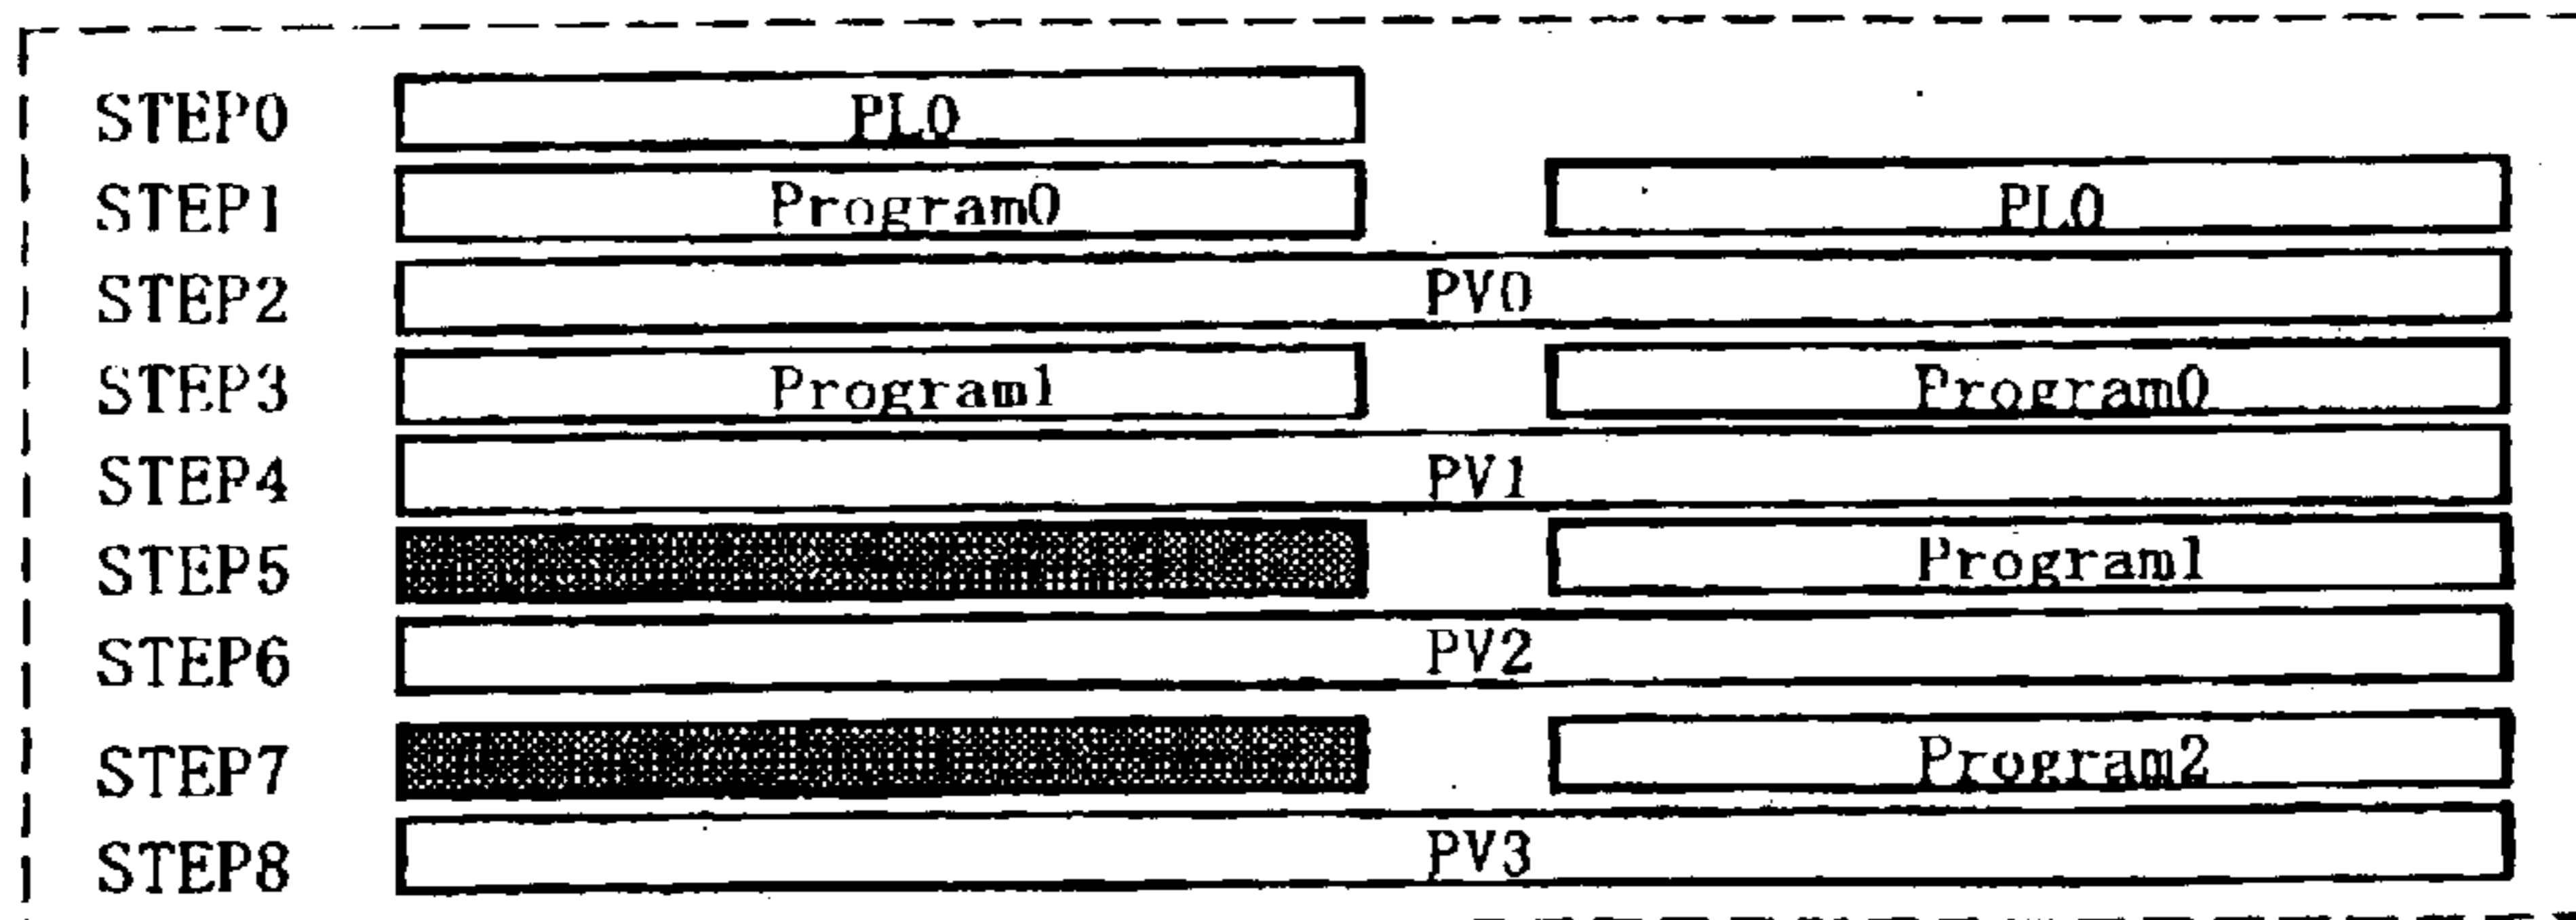 STEP0 PL0
STEP1 Program0 PL0
STEP2 PV0
STEP3 Program1 Program0
STEP4 PV1
STEP5 Program1
STEP6 PV2
STEP7 Program2
STEP8 PV3